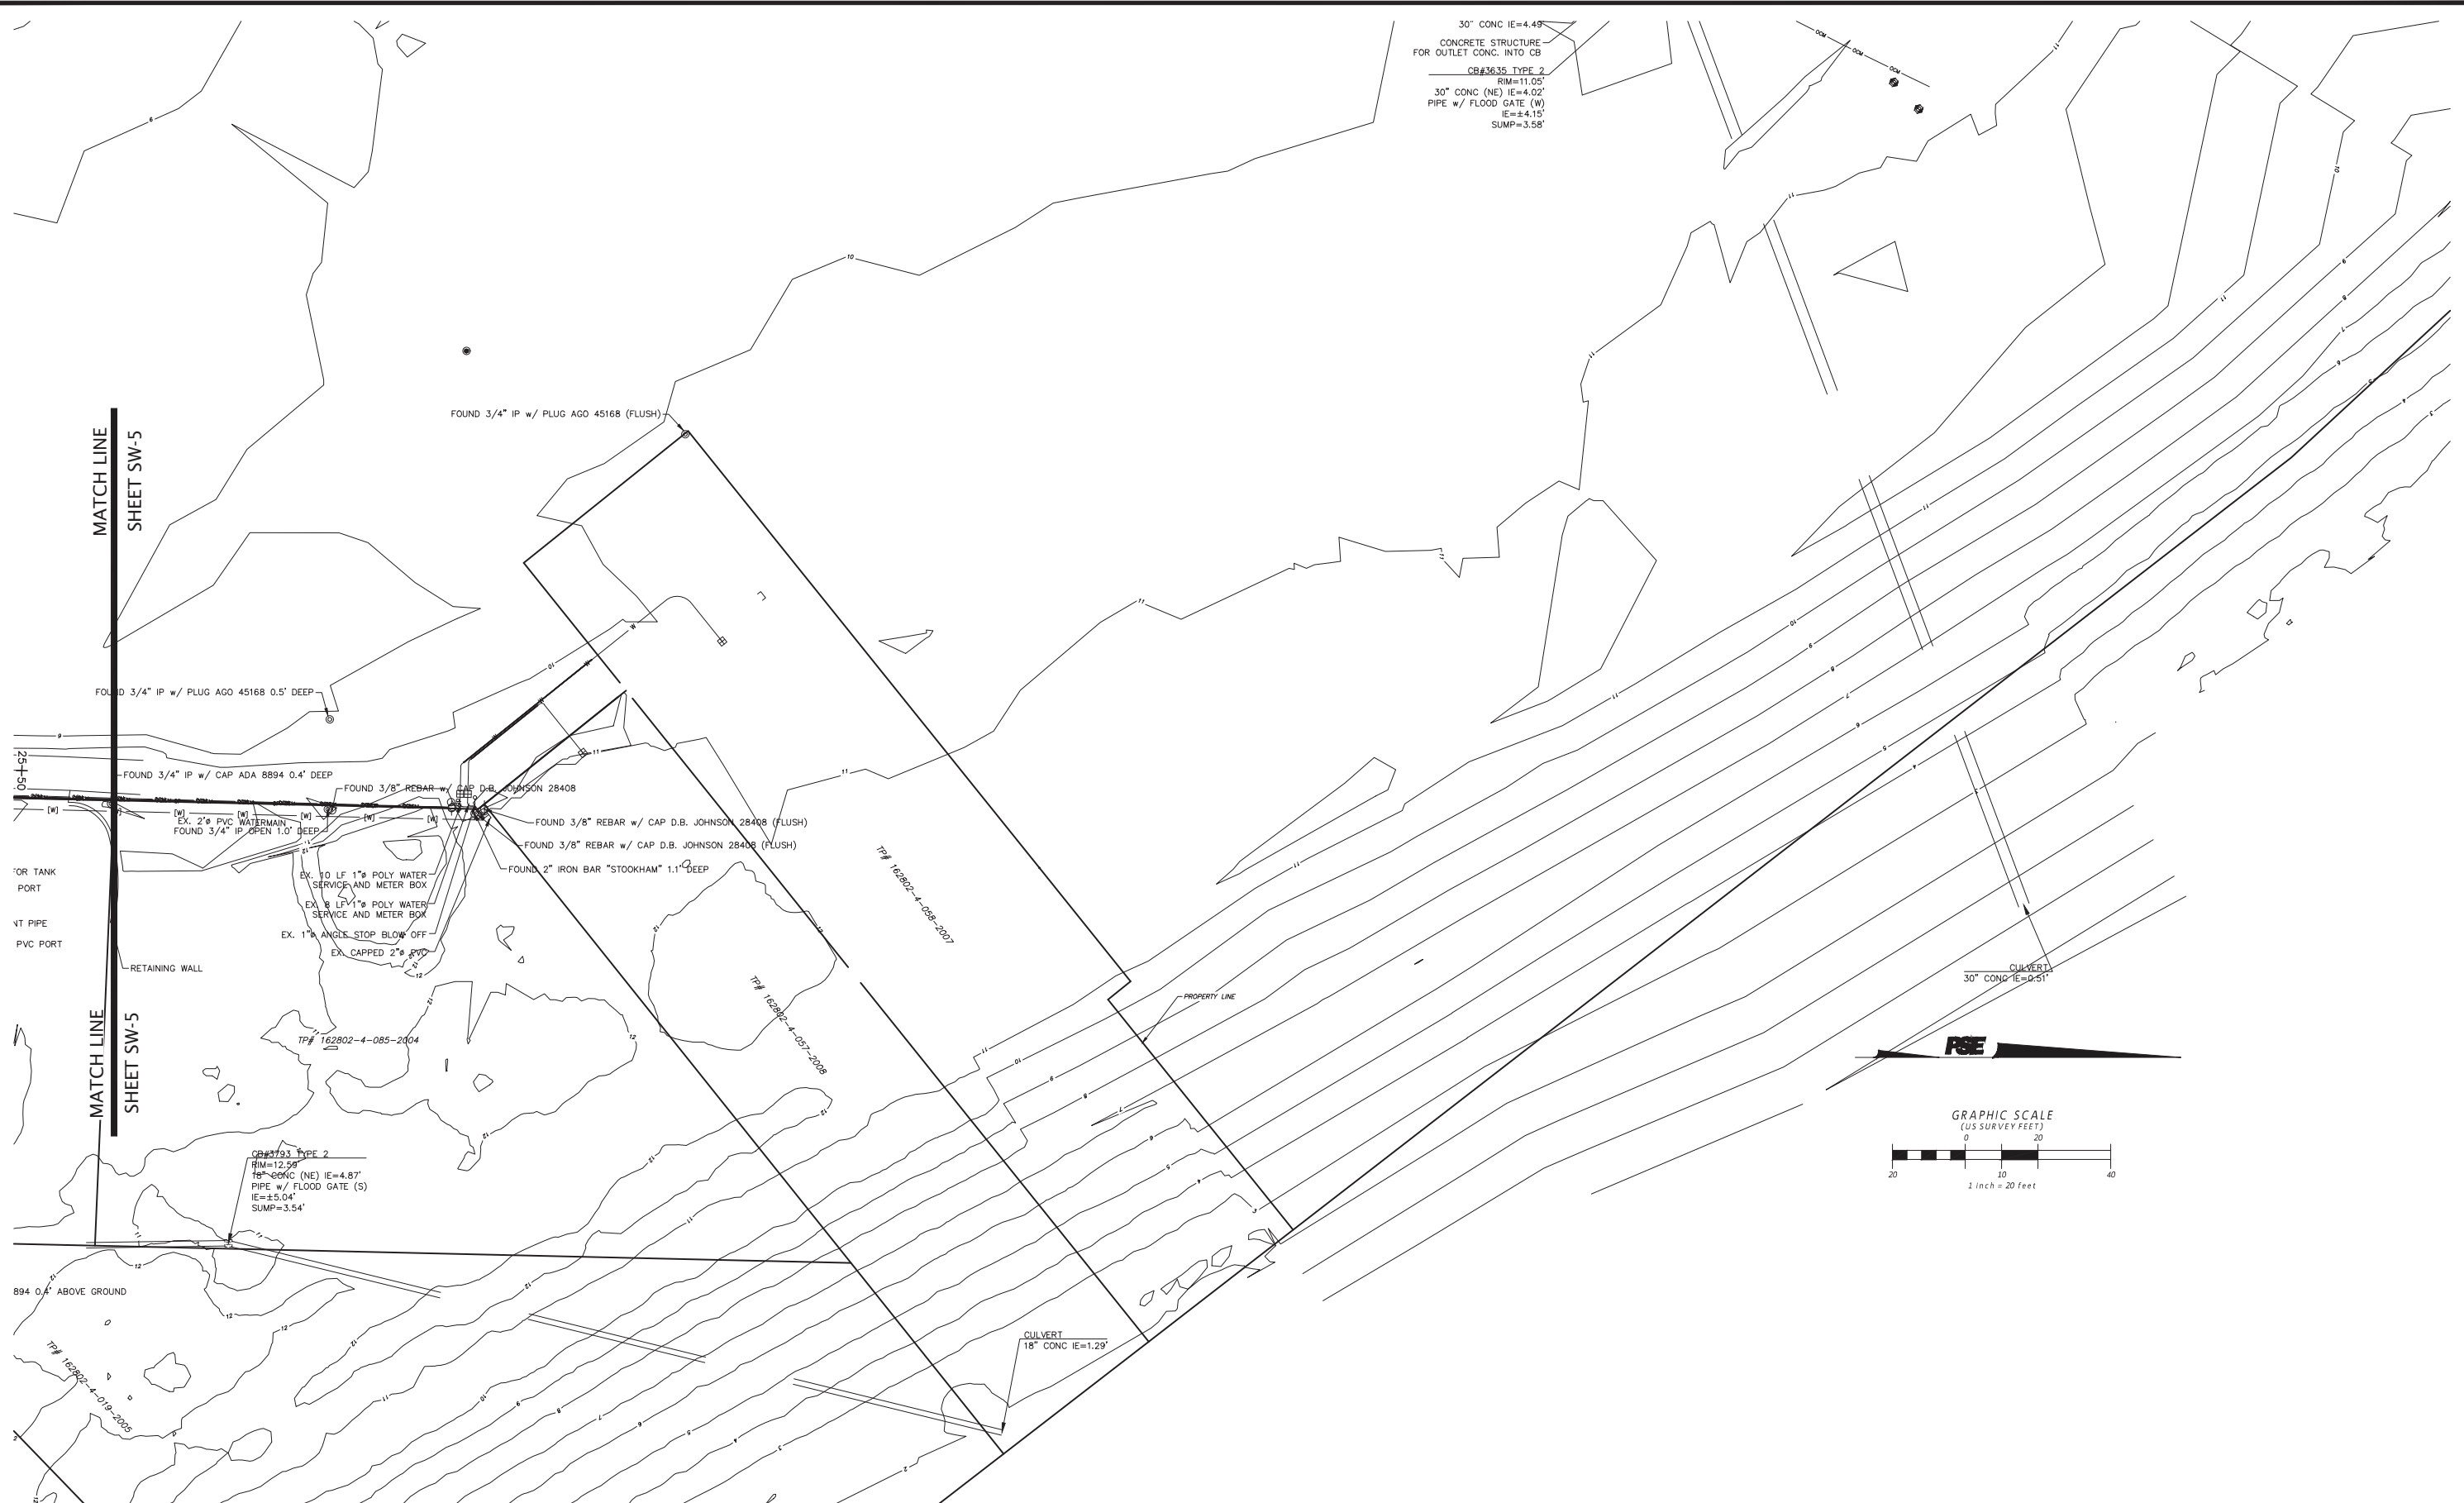 30" CONC IE=4.49'
CONCRETE STRUCTURE
FOR OUTLET CONC. INTO CB
CB#3635 TYPE 2
RIM=11.05'
30" CONC (NE) IE=4.02'
PIPE w/ FLOOD GATE (W)
IE=±4.15'
SUMP=3.58'
FOUND 3/4" IP w/ PLUG AGO 45168 (FLUSH)
MATCH LINE
SHEET SW-5
FOUND 3/4" IP w/ PLUG AGO 45168 0.5' DEEP
25+50
FOUND 3/4" IP w/ CAP ADA 8894 0.4' DEEP
FOUND 3/8" REBAR w/ CAP D.B. JOHNSON 28408
EX. 2"ø PVC WATERMAIN
FOUND 3/4" IP OPEN 1.0' DEEP
FOUND 3/8" REBAR w/ CAP D.B. JOHNSON 28408 (FLUSH)
FOUND 3/8" REBAR w/ CAP D.B. JOHNSON 28408 (FLUSH)
FOUND 2" IRON BAR "STOOKHAM" 1.1' DEEP
FOR TANK
PORT
NT PIPE
PVC PORT
EX. 10 LF 1"ø POLY WATER
SERVICE AND METER BOX
EX. 8 LF 1"ø POLY WATER
SERVICE AND METER BOX
EX. 1"ø ANGLE STOP BLOW OFF
EX. CAPPED 2"ø PVC
RETAINING WALL
TP# 162802-4-058-2007
TP# 162802-4-057-2008
TP# 162802-4-085-2004
PROPERTY LINE
CULVERT
30" CONC IE=0.51'
MATCH LINE
SHEET SW-5
PSE
GRAPHIC SCALE
(US SURVEY FEET)
0 20
20 10 40
1 inch = 20 feet
CB#3793 TYPE 2
RIM=12.59'
18" CONC (NE) IE=4.87'
PIPE w/ FLOOD GATE (S)
IE=±5.04'
SUMP=3.54'
894 0.4' ABOVE GROUND
TP# 162802-4-019-2005
CULVERT
18" CONC IE=1.29'